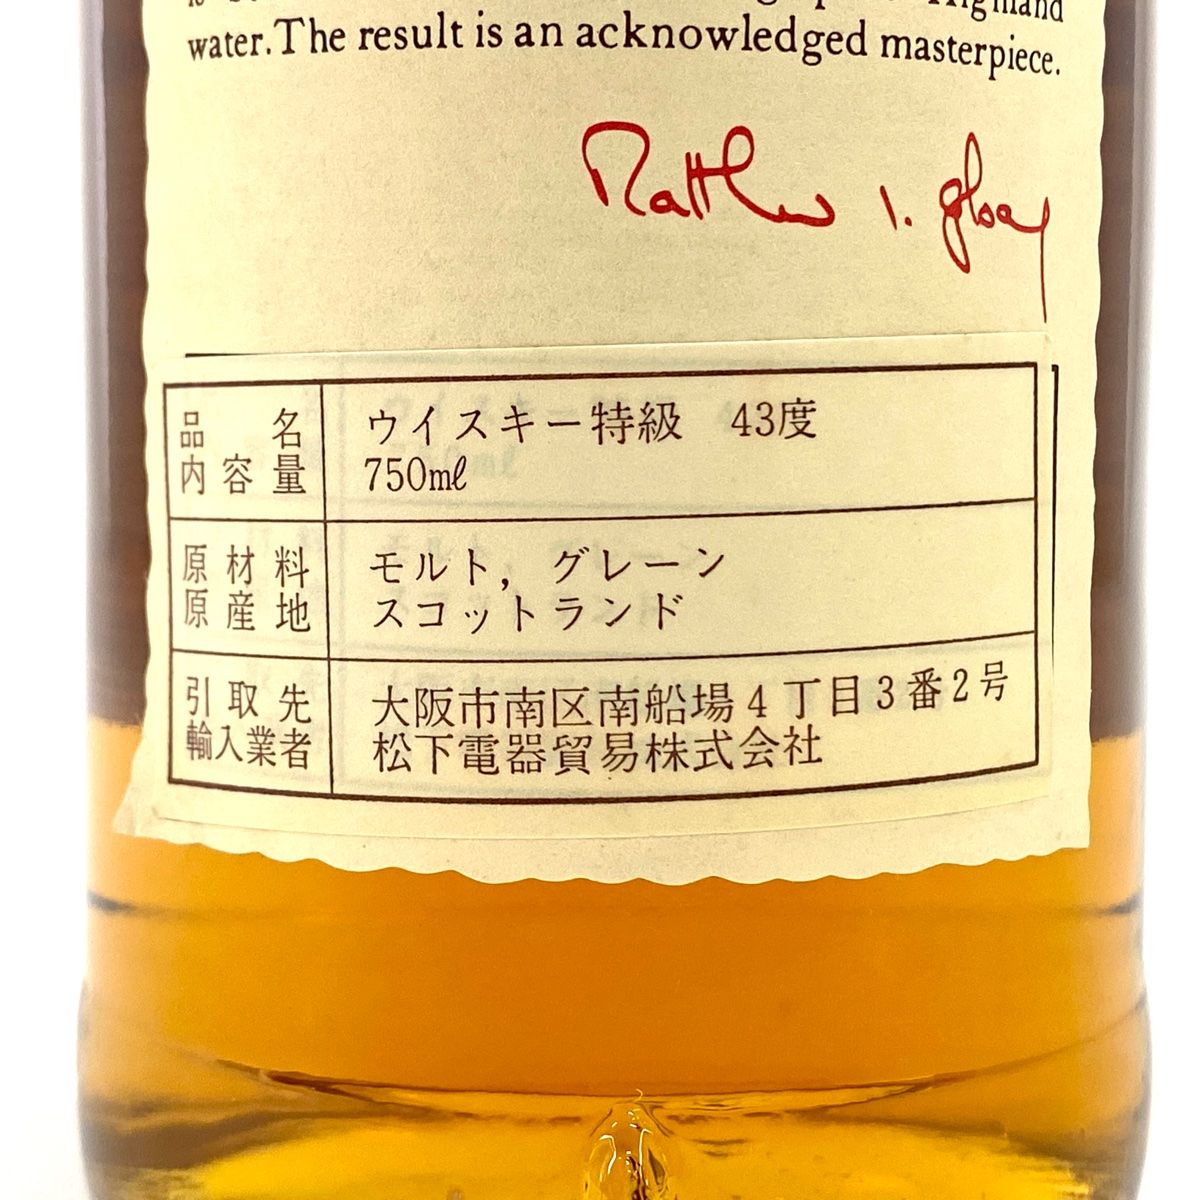 Highland
water. The result is an acknowledged masterpiece.
Matthew I. Gloag
品名 ウイスキー特級 43度
内容量 750㎖
原材料 モルト, グレーン
原産地 スコットランド
引取先 大阪市南区南船場4丁目3番2号
輸入業者 松下電器貿易株式会社